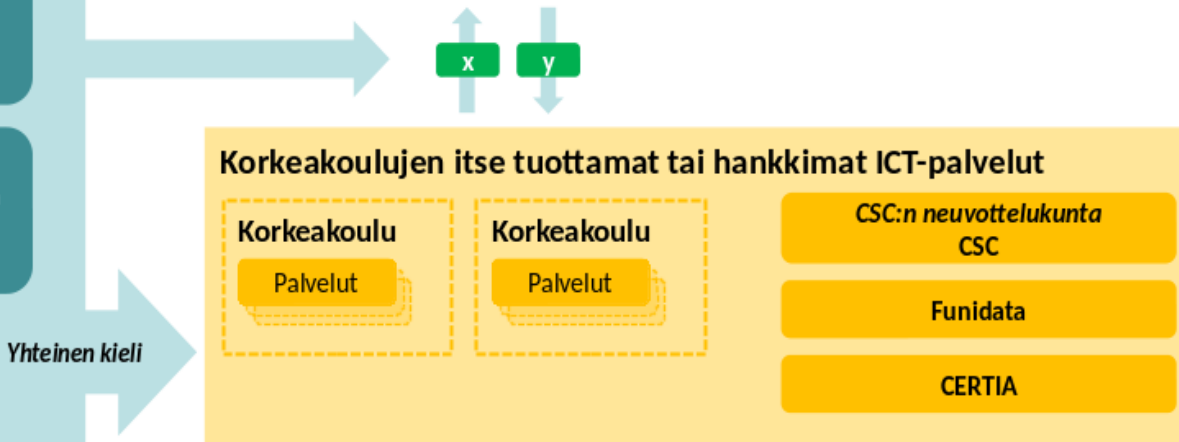 x
y
Korkeakoulujen itse tuottamat tai hankkimat ICT-palvelut
Korkeakoulu
Palvelut
Korkeakoulu
Palvelut
CSC:n neuvottelukunta
CSC
Funidata
CERTIA
Yhteinen kieli